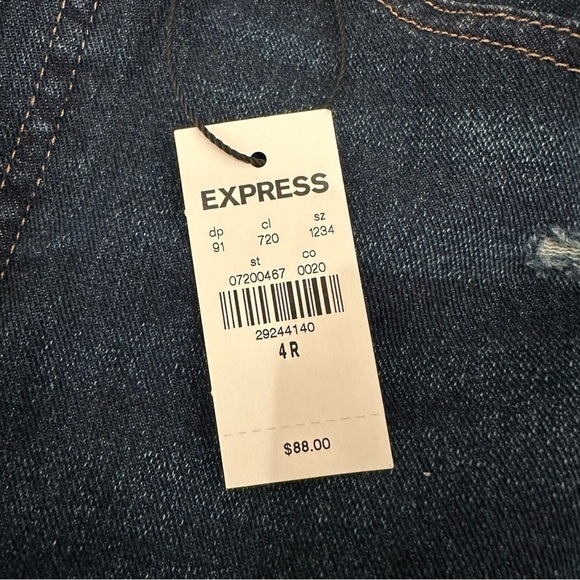 EXPRESS
dp cl sz
91 720 1234
st co
07200467 0020
29244140
4 R
$88.00